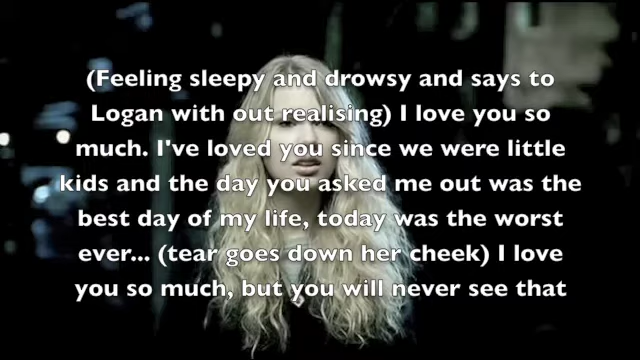 (Feeling sleepy and drowsy and says to
Logan with out realising) I love you so
much. I've loved you since we were little
kids and the day you asked me out was the
best day of my life, today was the worst
ever... (tear goes down her cheek) I love
you so much, but you will never see that